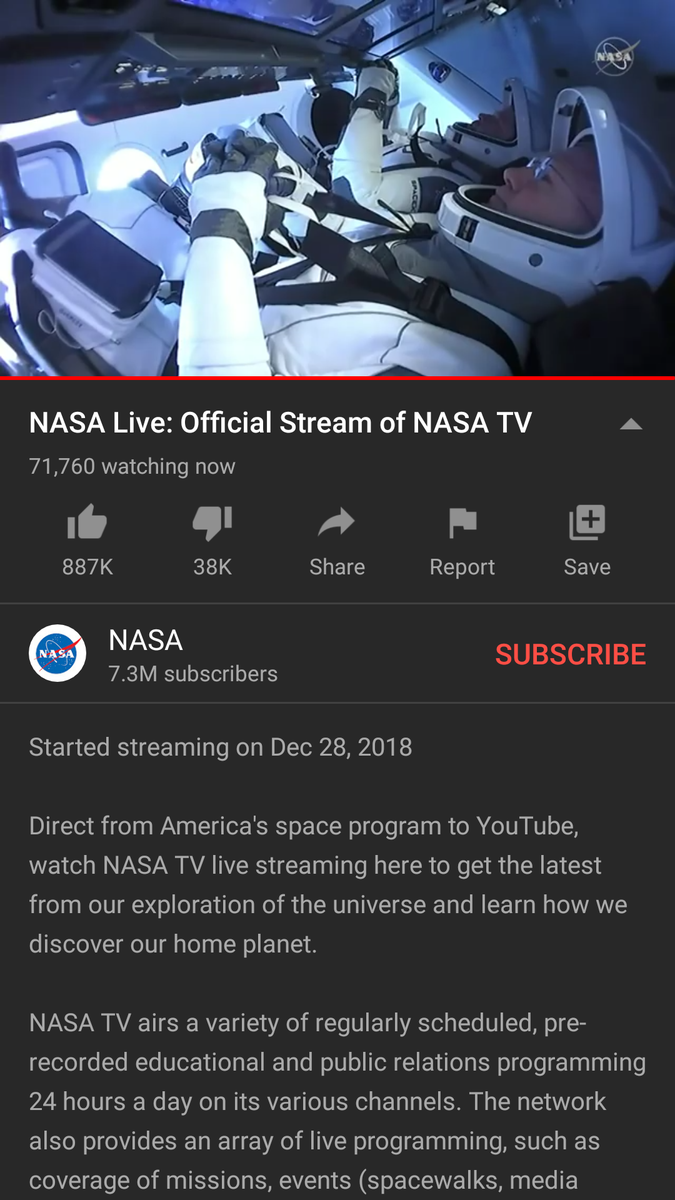 NASA
SPACEX
NASA Live: Official Stream of NASA TV
71,760 watching now
887K
38K
Share
Report
Save
NASA
NASA
7.3M subscribers
SUBSCRIBE
Started streaming on Dec 28, 2018
Direct from America's space program to YouTube,
watch NASA TV live streaming here to get the latest
from our exploration of the universe and learn how we
discover our home planet.
NASA TV airs a variety of regularly scheduled, pre-
recorded educational and public relations programming
24 hours a day on its various channels. The network
also provides an array of live programming, such as
coverage of missions, events (spacewalks, media